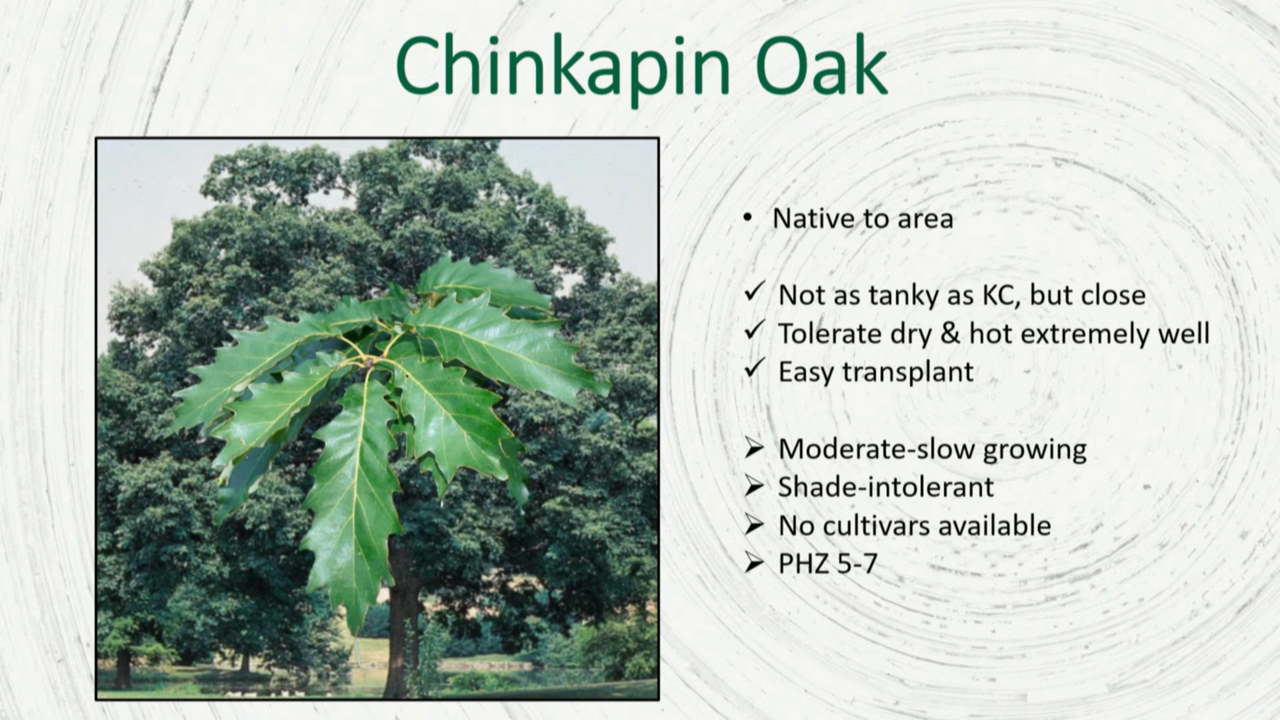 Chinkapin Oak
• Native to area
✓ Not as tanky as KC, but close
✓ Tolerate dry & hot extremely well
✓ Easy transplant
➢ Moderate-slow growing
➢ Shade-intolerant
➢ No cultivars available
➢ PHZ 5-7